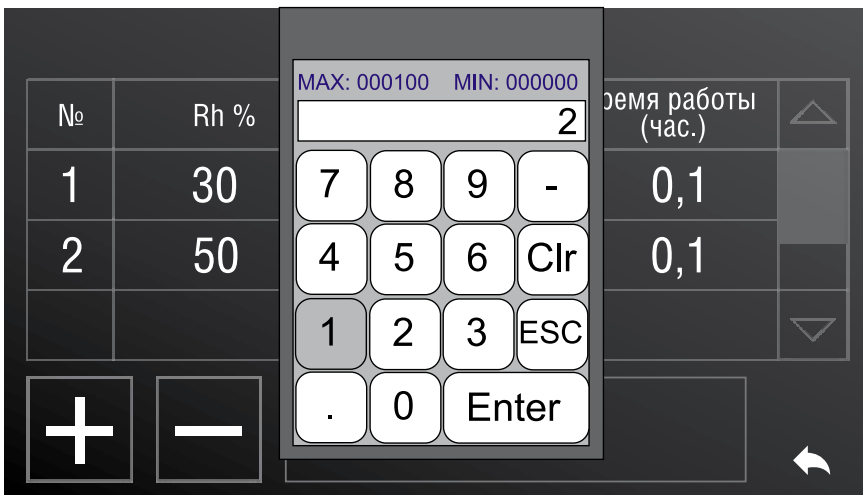 MAX: 000100 MIN: 000000
2
№ Rh % ремя работы
(час.)
1 30 0,1
2 50 0,1
7 8 9 -
4 5 6 Clr
1 2 3 ESC
. 0 Enter